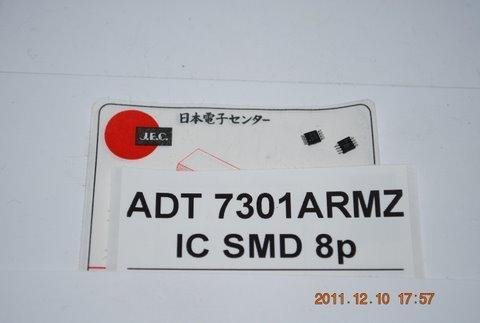 日本電子センター
J.E.C.
ADT 7301ARMZ
IC SMD 8p
2011.12.10 17:57